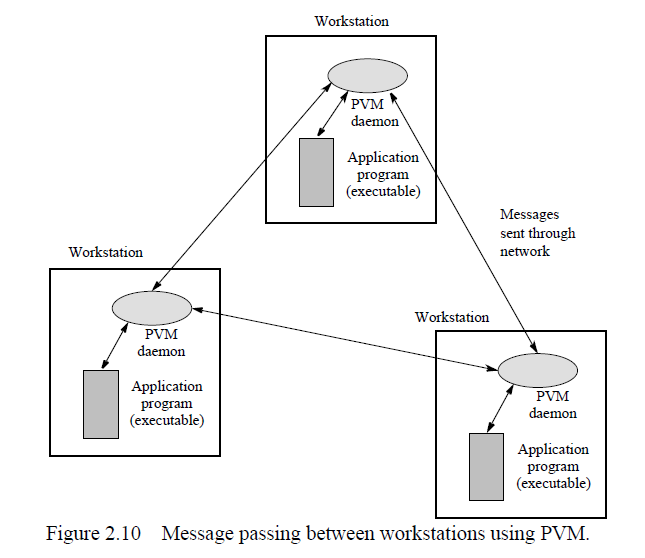 Workstation
PVM
daemon
Application
program
(executable)
Messages
sent through
network
Workstation
PVM
daemon
Application
program
(executable)
Workstation
PVM
daemon
Application
program
(executable)
Figure 2.10 Message passing between workstations using PVM.